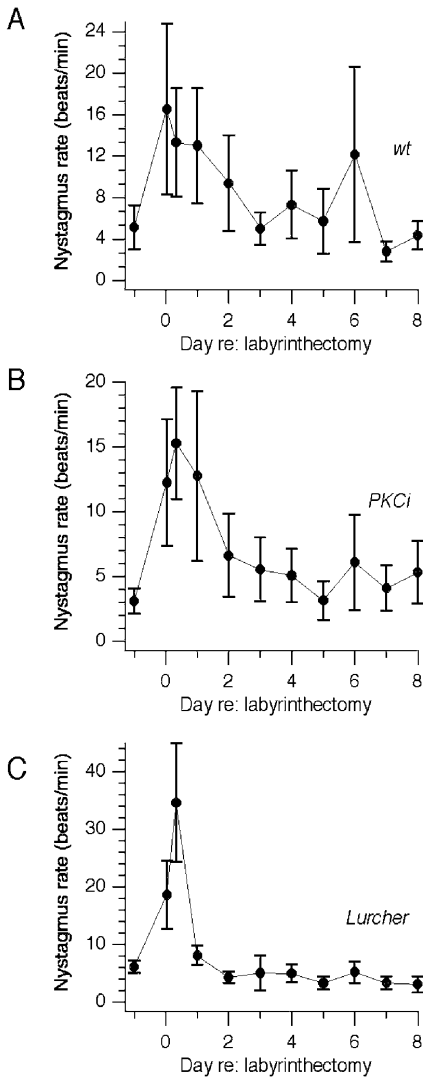 A
Nystagmus rate (beats/min)
24
20
16
12
8
4
0
wt
0 2 4 6 8
Day re: labyrinthectomy
B
Nystagmus rate (beats/min)
20
15
10
5
0
PKCi
0 2 4 6 8
Day re: labyrinthectomy
C
Nystagmus rate (beats/min)
40
30
20
10
0
Lurcher
0 2 4 6 8
Day re: labyrinthectomy